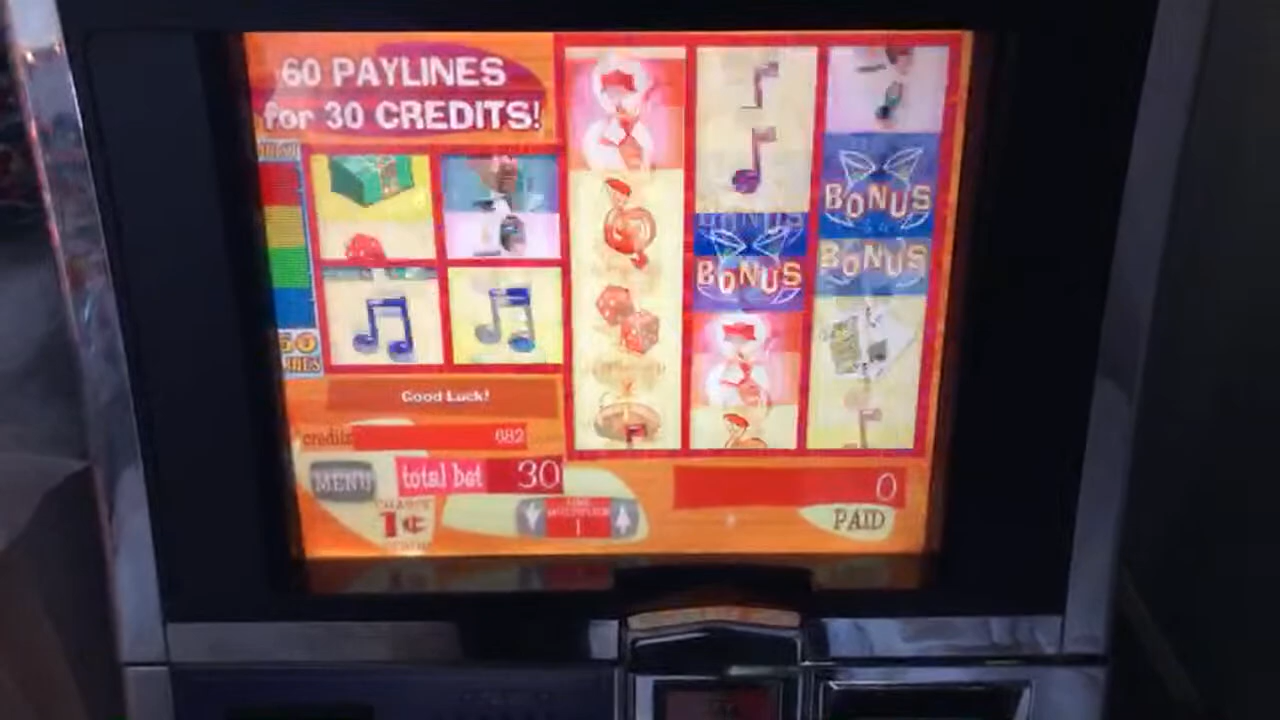 60 PAYLINES
for 30 CREDITS!
BONUS
BONUS
BONUS
BONUS
Good Luck!
credits 682
MENU
total bet 30
1¢
1
0
PAID